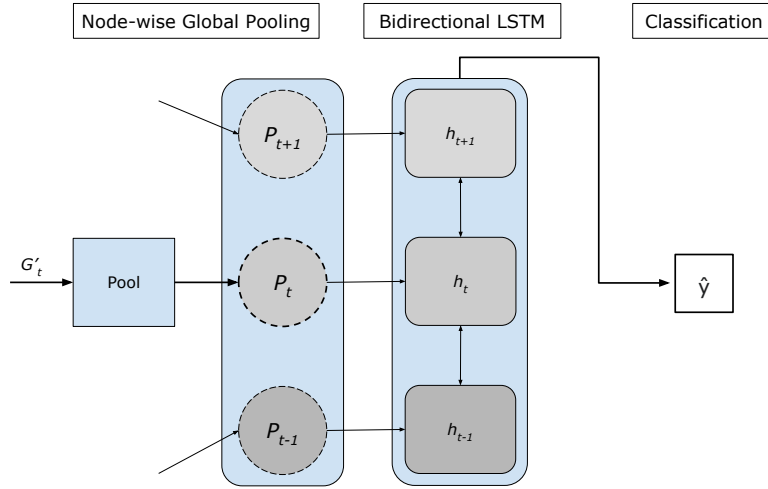 Node-wise Global Pooling
Bidirectional LSTM
Classification
P_{t+1}
h_{t+1}
G'_t
Pool
P_t
h_t
ŷ
P_{t-1}
h_{t-1}